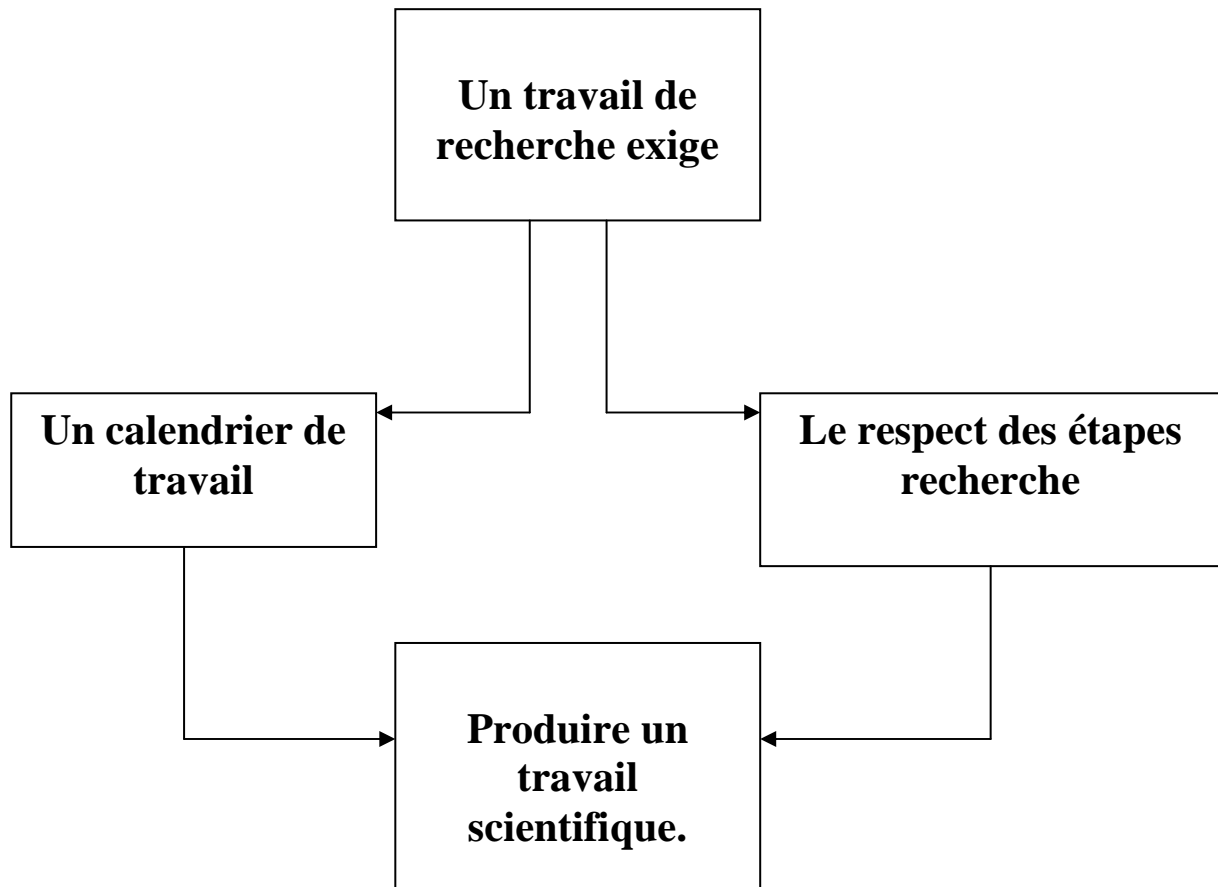 Un travail de
recherche exige
Un calendrier de
travail
Le respect des étapes
recherche
Produire un
travail
scientifique.